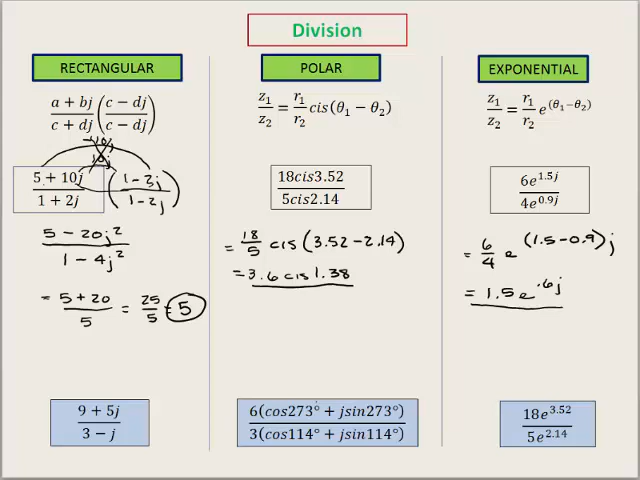 Division
RECTANGULAR
a + bj / c + dj (c − dj / c − dj)
-10j
10j
5 + 10j / 1 + 2j (1 - 2j / 1 - 2j)
5 - 20j² / 1 - 4j²
= 5 + 20 / 5 = 25 / 5 = 5
9 + 5j / 3 − j
POLAR
z₁ / z₂ = r₁ / r₂ cis(θ₁ − θ₂)
18cis3.52 / 5cis2.14
= 18 / 5 cis (3.52 - 2.14)
= 3.6 cis 1.38
6(cos273° + jsin273°) / 3(cos114° + jsin114°)
EXPONENTIAL
z₁ / z₂ = r₁ / r₂ e^(θ₁−θ₂)
6e^1.5j / 4e^0.9j
= 6 / 4 e^(1.5 - 0.9)j
= 1.5e^.6j
18e^3.52 / 5e^2.14